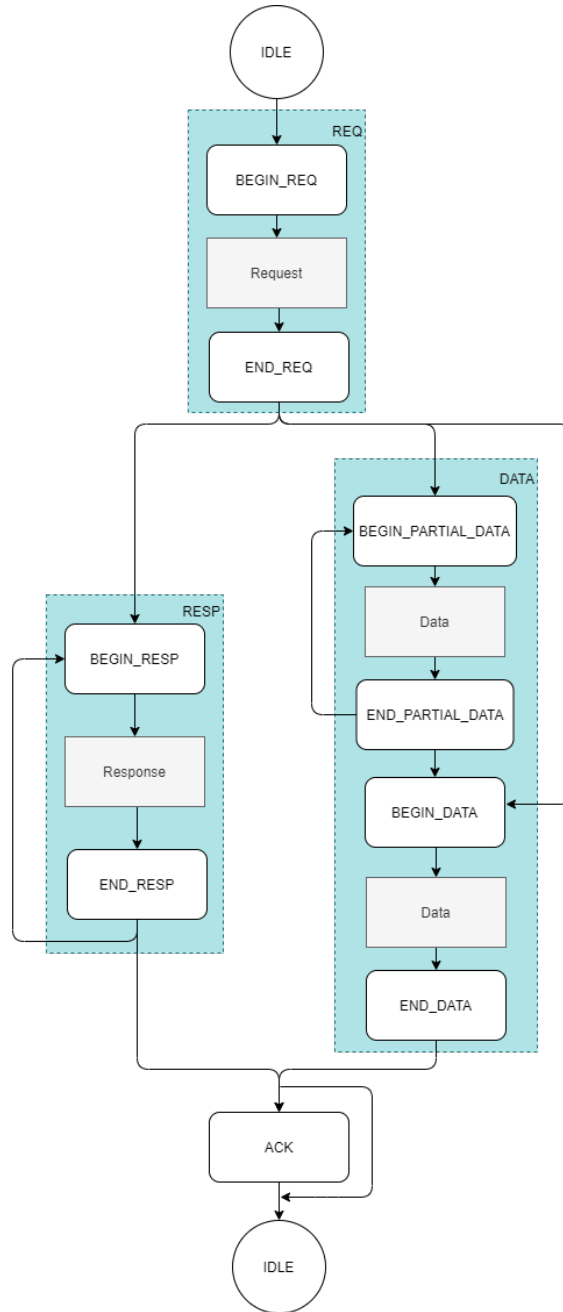 IDLE
REQ
BEGIN_REQ
Request
END_REQ
DATA
BEGIN_PARTIAL_DATA
Data
RESP
BEGIN_RESP
END_PARTIAL_DATA
Response
BEGIN_DATA
END_RESP
Data
END_DATA
ACK
IDLE